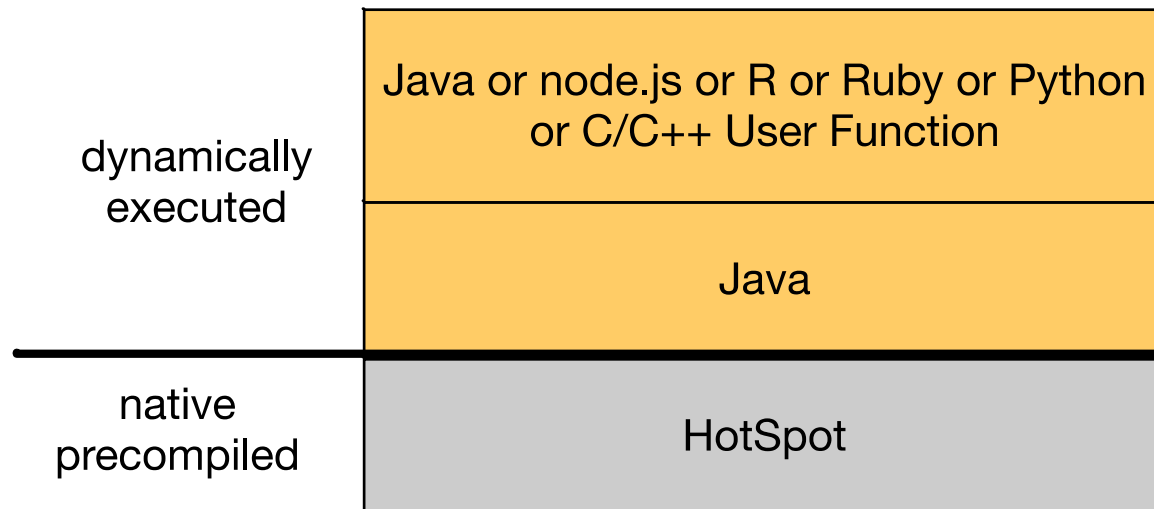 Java or node.js or R or Ruby or Python
or C/C++ User Function
dynamically
executed
Java
native
precompiled
HotSpot